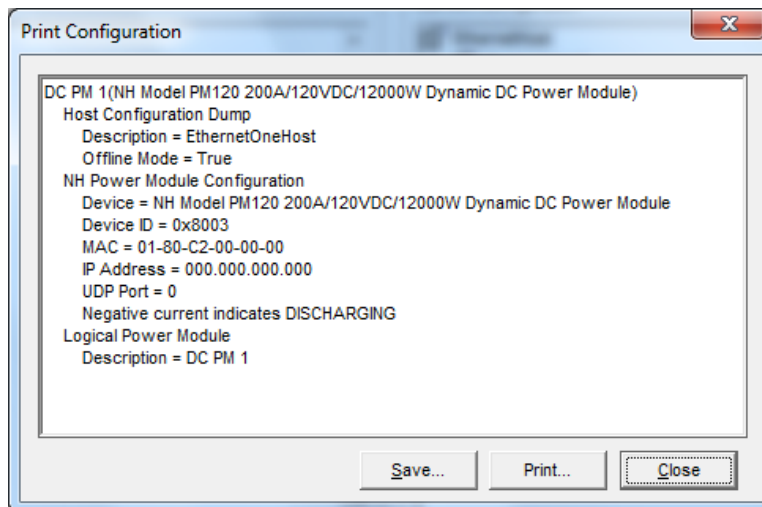 Print Configuration
DC PM 1(NH Model PM120 200A/120VDC/12000W Dynamic DC Power Module)
Host Configuration Dump
Description = EthernetOneHost
Offline Mode = True
NH Power Module Configuration
Device = NH Model PM120 200A/120VDC/12000W Dynamic DC Power Module
Device ID = 0x8003
MAC = 01-80-C2-00-00-00
IP Address = 000.000.000.000
UDP Port = 0
Negative current indicates DISCHARGING
Logical Power Module
Description = DC PM 1
Save... Print... Close